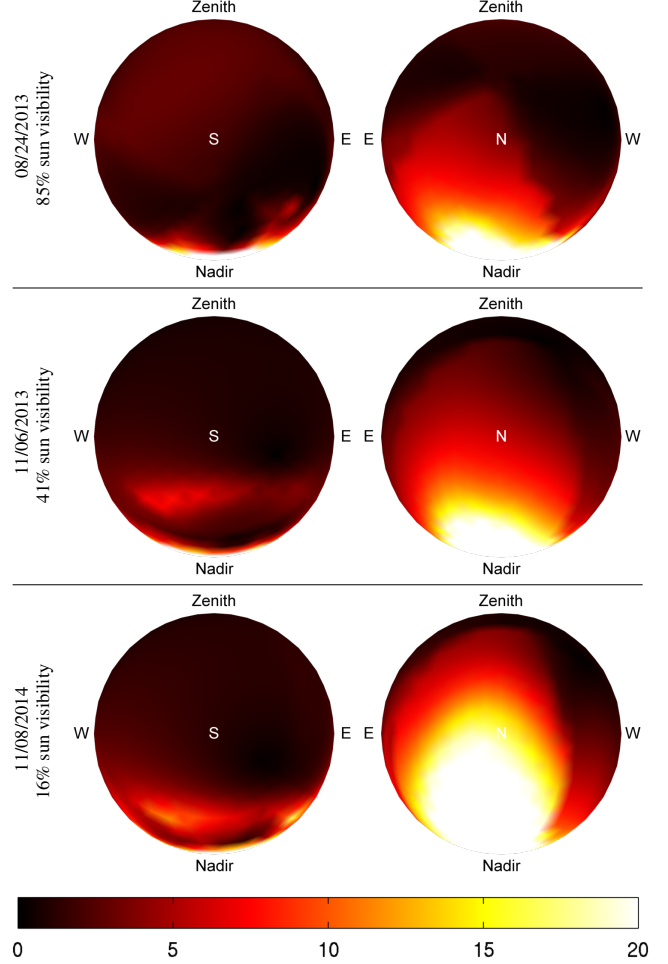 Zenith
Zenith
08/24/2013
85% sun visibility
W
S
E
E
N
W
Nadir
Nadir
Zenith
Zenith
11/06/2013
41% sun visibility
W
S
E
E
N
W
Nadir
Nadir
Zenith
Zenith
11/08/2014
16% sun visibility
W
S
E
E
N
W
Nadir
Nadir
0
5
10
15
20